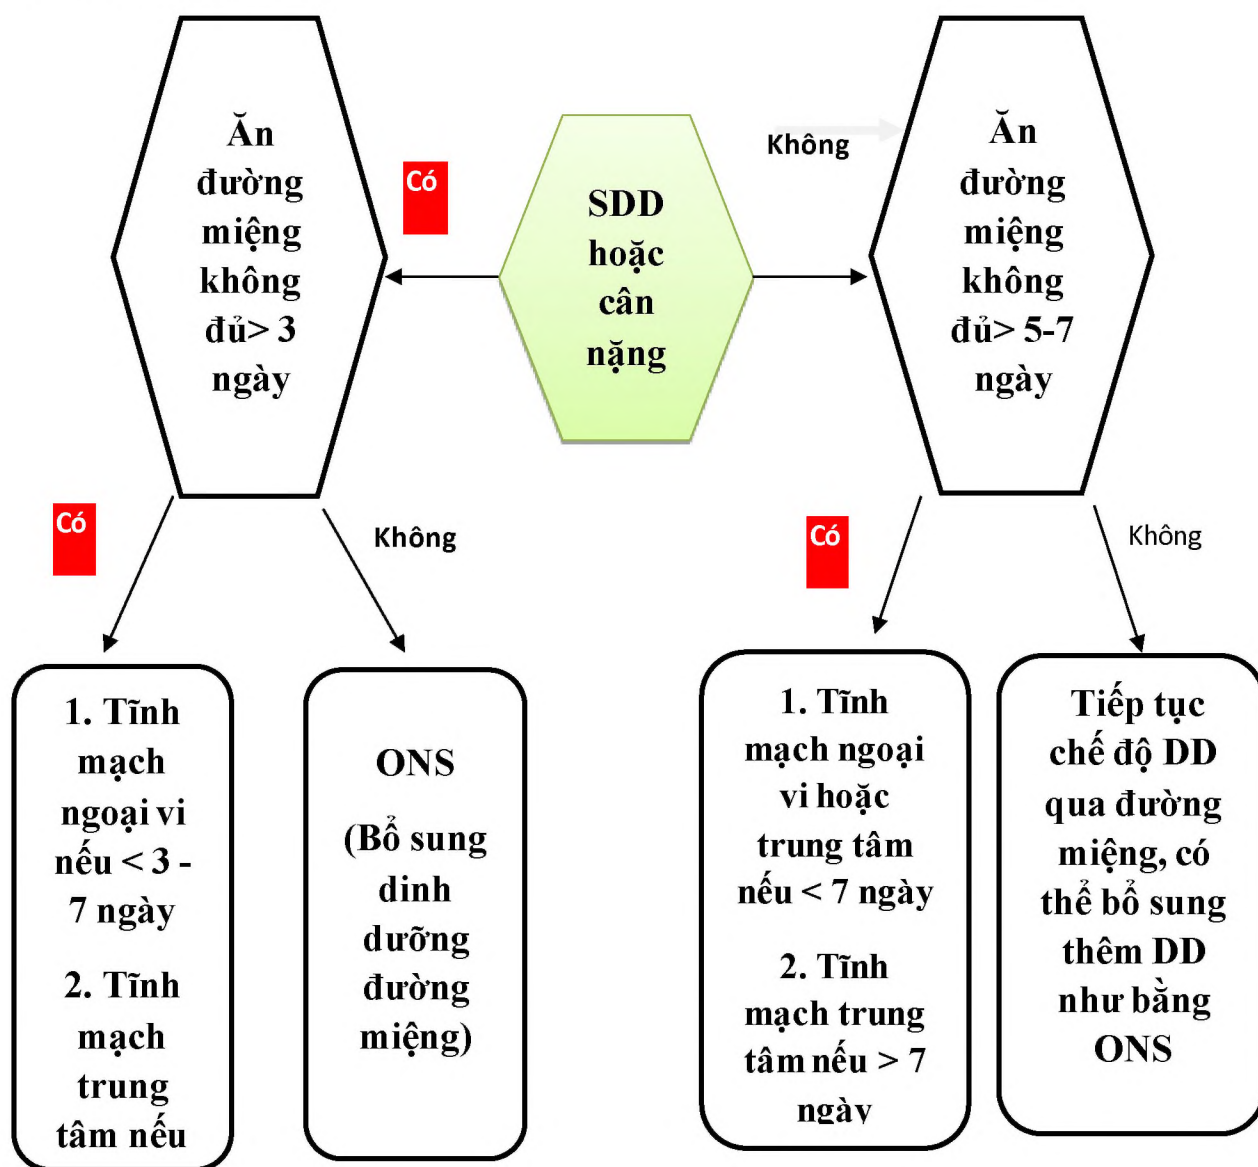 Ăn
đường
miệng
không
đủ> 3
ngày
Có
SDD
hoặc
cân
nặng
Không
Ăn
đường
miệng
không
đủ> 5-7
ngày
Có
Không
Có
Không
1. Tĩnh
mạch
ngoại vi
nếu < 3 -
7 ngày
2. Tĩnh
mạch
trung
tâm nếu
ONS
(Bổ sung
dinh
dưỡng
đường
miệng)
1. Tĩnh
mạch ngoại
vi hoặc
trung tâm
nếu < 7 ngày
2. Tĩnh
mạch trung
tâm nếu > 7
ngày
Tiếp tục
chế độ DD
qua đường
miệng, có
thể bổ sung
thêm DD
như bằng
ONS